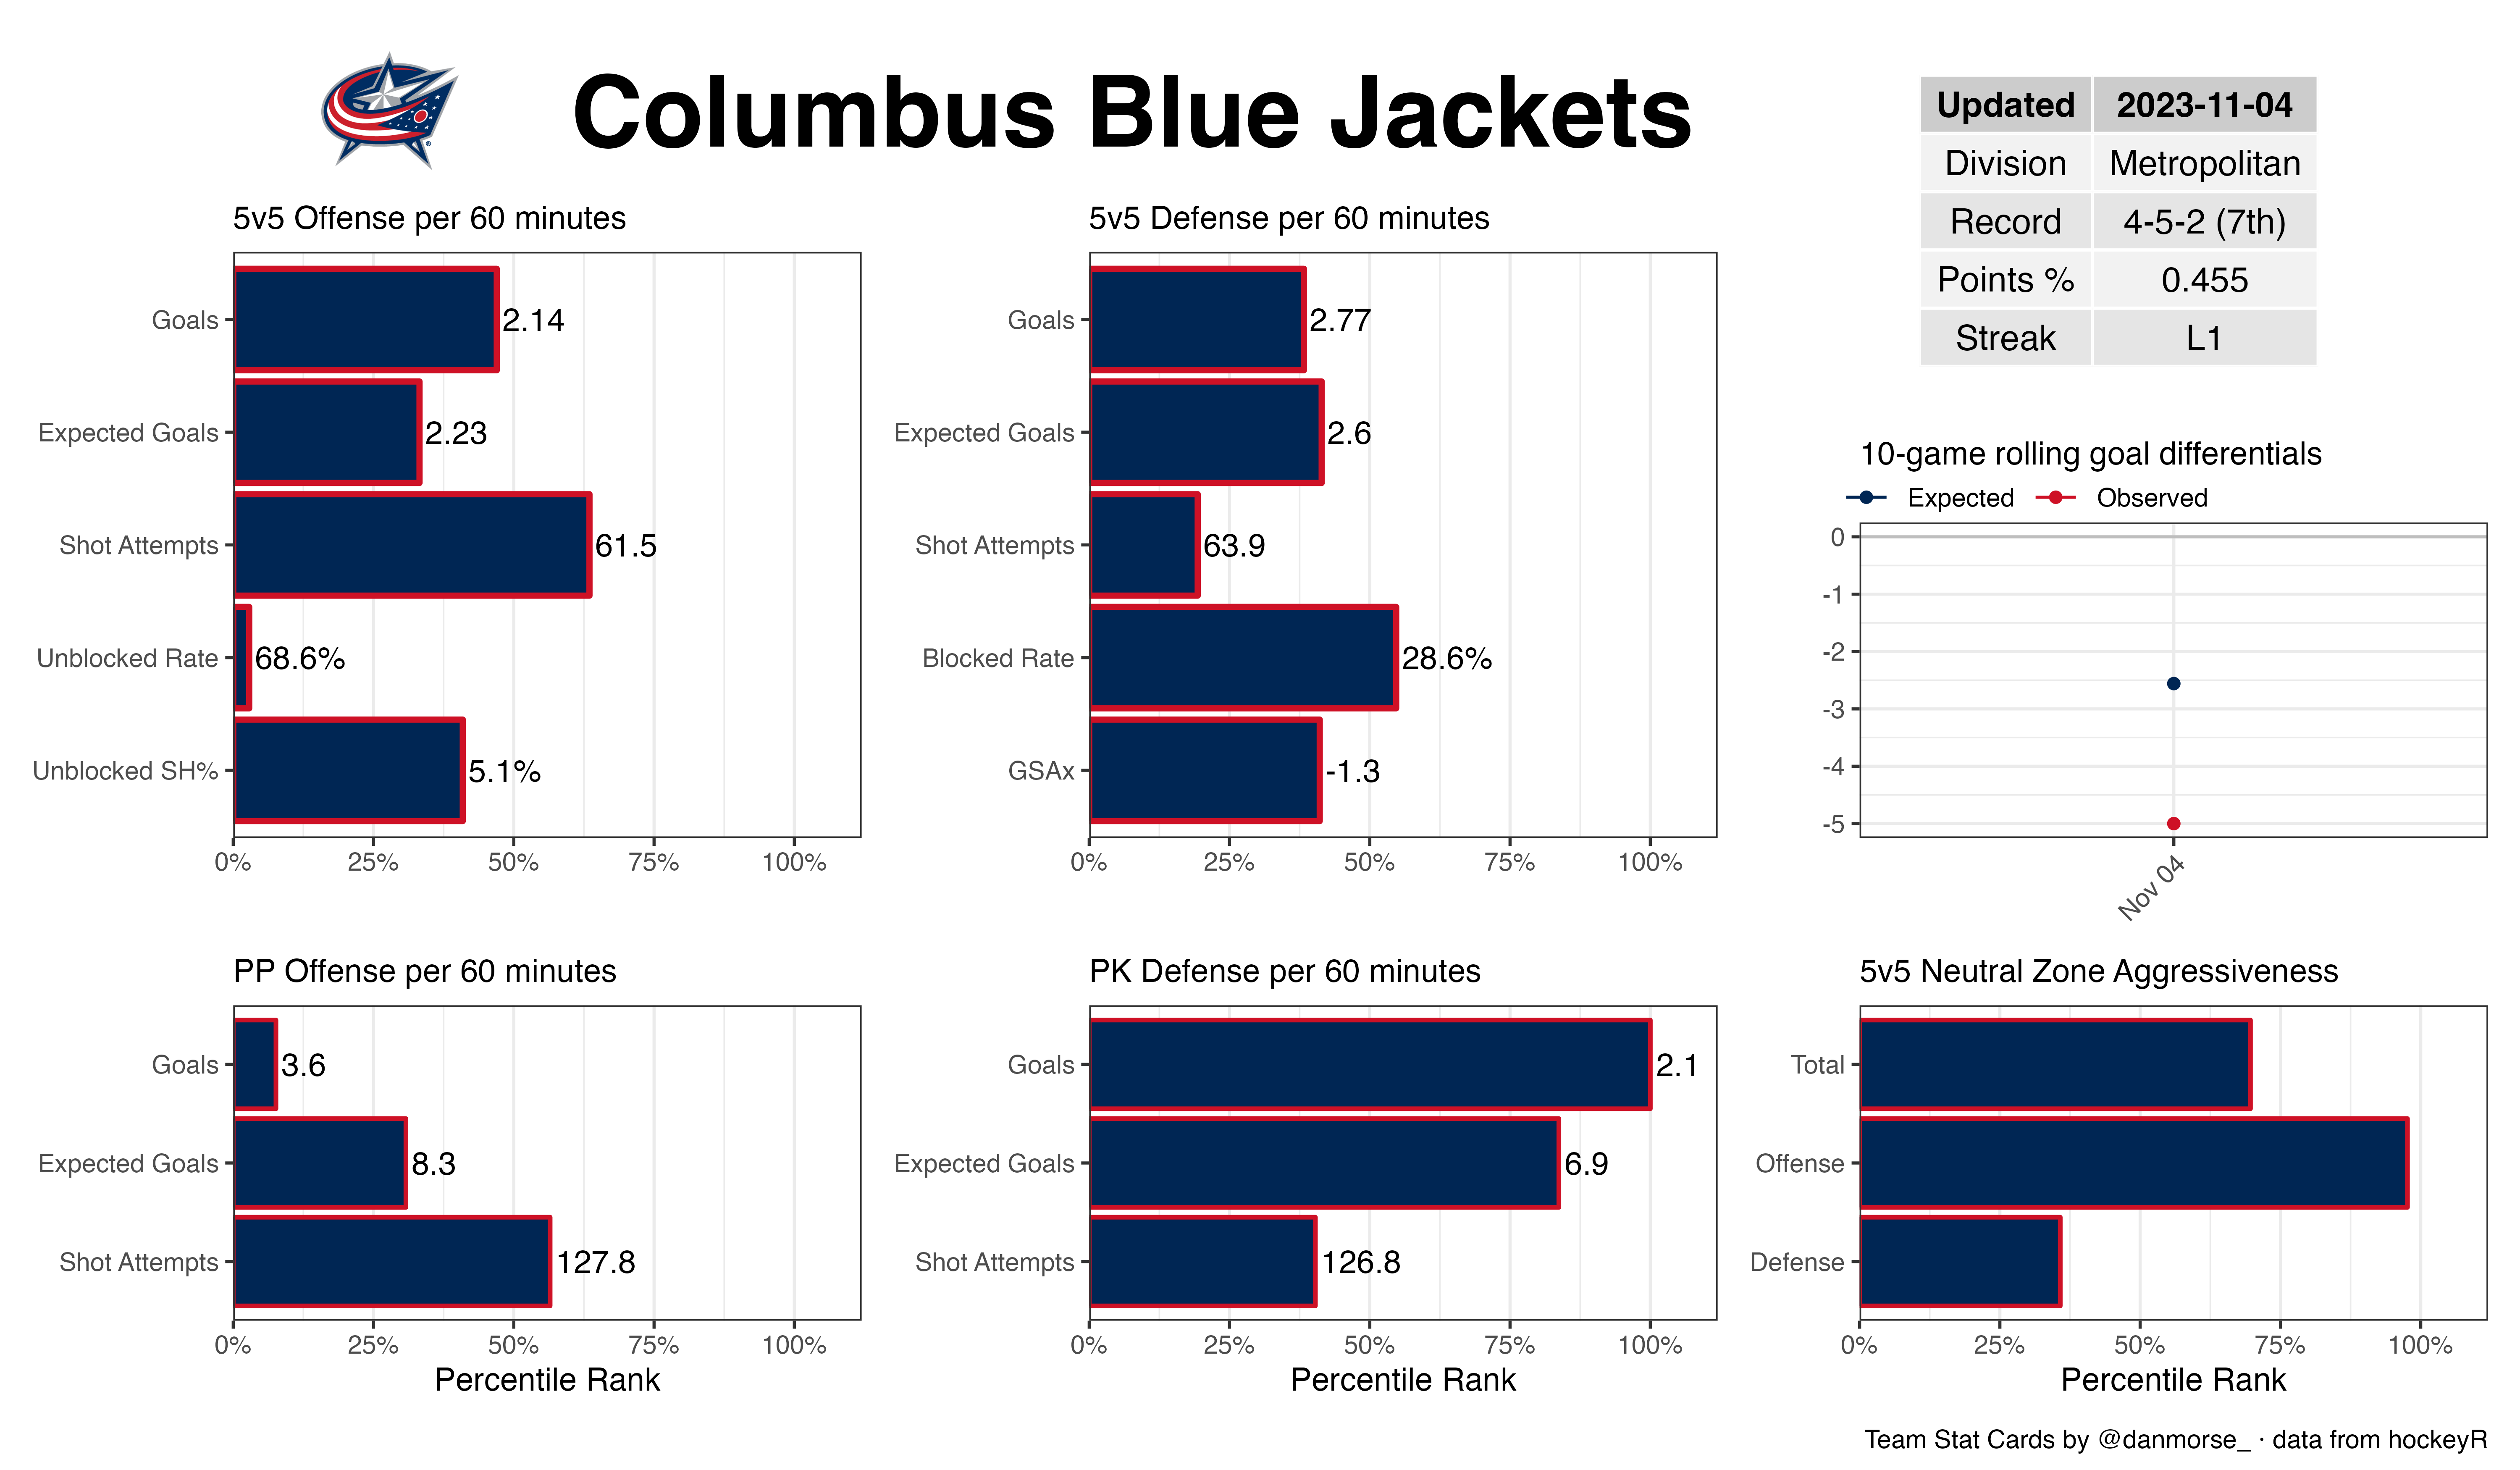 Columbus Blue Jackets
Updated 2023-11-04
Division Metropolitan
Record 4-5-2 (7th)
Points % 0.455
Streak L1
5v5 Offense per 60 minutes
Goals 2.14
Expected Goals 2.23
Shot Attempts 61.5
Unblocked Rate 68.6%
Unblocked SH% 5.1%
0% 25% 50% 75% 100%
5v5 Defense per 60 minutes
Goals 2.77
Expected Goals 2.6
Shot Attempts 63.9
Blocked Rate 28.6%
GSAx -1.3
0% 25% 50% 75% 100%
10-game rolling goal differentials
Expected Observed
0
-1
-2
-3
-4
-5
Nov 04
PP Offense per 60 minutes
Goals 3.6
Expected Goals 8.3
Shot Attempts 127.8
0% 25% 50% 75% 100%
Percentile Rank
PK Defense per 60 minutes
Goals 2.1
Expected Goals 6.9
Shot Attempts 126.8
0% 25% 50% 75% 100%
Percentile Rank
5v5 Neutral Zone Aggressiveness
Total
Offense
Defense
0% 25% 50% 75% 100%
Percentile Rank
Team Stat Cards by @danmorse_ · data from hockeyR